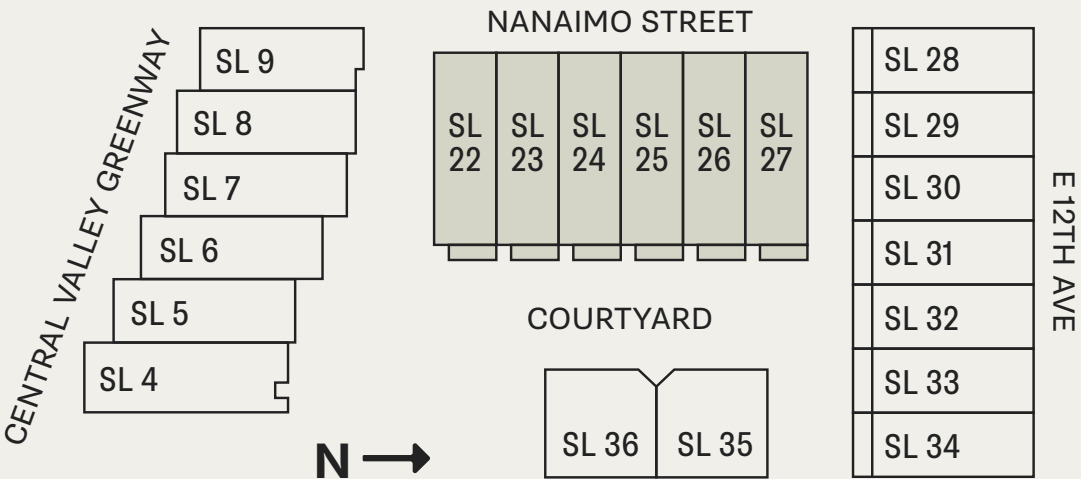 NANAIMO STREET
CENTRAL VALLEY GREENWAY
SL 9
SL 8
SL 7
SL 6
SL 5
SL 4
SL
22
SL
23
SL
24
SL
25
SL
26
SL
27
COURTYARD
SL 36
SL 35
N
SL 28
SL 29
SL 30
SL 31
SL 32
SL 33
SL 34
E 12TH AVE